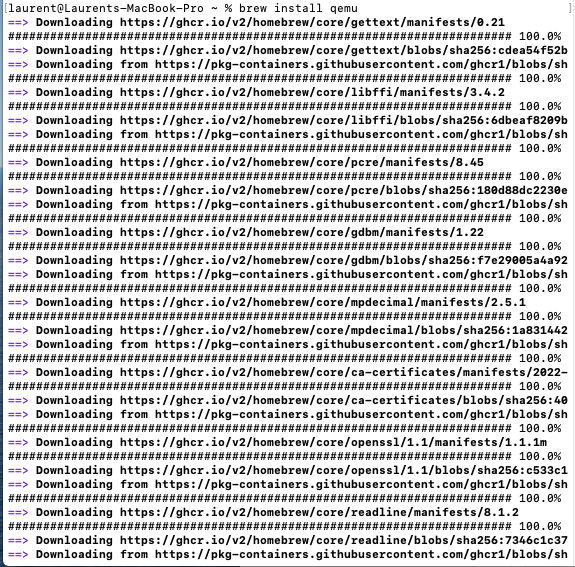 [laurent@Laurents-MacBook-Pro ~ % brew install qemu ]
==> Downloading https://ghcr.io/v2/homebrew/core/gettext/manifests/0.21
######################################################################## 100.0%
==> Downloading https://ghcr.io/v2/homebrew/core/gettext/blobs/sha256:cdea54f52b
==> Downloading from https://pkg-containers.githubusercontent.com/ghcr1/blobs/sh
######################################################################## 100.0%
==> Downloading https://ghcr.io/v2/homebrew/core/libffi/manifests/3.4.2
######################################################################## 100.0%
==> Downloading https://ghcr.io/v2/homebrew/core/libffi/blobs/sha256:6dbeaf8209b
==> Downloading from https://pkg-containers.githubusercontent.com/ghcr1/blobs/sh
######################################################################## 100.0%
==> Downloading https://ghcr.io/v2/homebrew/core/pcre/manifests/8.45
######################################################################## 100.0%
==> Downloading https://ghcr.io/v2/homebrew/core/pcre/blobs/sha256:180d88dc2230e
==> Downloading from https://pkg-containers.githubusercontent.com/ghcr1/blobs/sh
######################################################################## 100.0%
==> Downloading https://ghcr.io/v2/homebrew/core/gdbm/manifests/1.22
######################################################################## 100.0%
==> Downloading https://ghcr.io/v2/homebrew/core/gdbm/blobs/sha256:f7e29005a4a92
==> Downloading from https://pkg-containers.githubusercontent.com/ghcr1/blobs/sh
######################################################################## 100.0%
==> Downloading https://ghcr.io/v2/homebrew/core/mpdecimal/manifests/2.5.1
######################################################################## 100.0%
==> Downloading https://ghcr.io/v2/homebrew/core/mpdecimal/blobs/sha256:1a831442
==> Downloading from https://pkg-containers.githubusercontent.com/ghcr1/blobs/sh
######################################################################## 100.0%
==> Downloading https://ghcr.io/v2/homebrew/core/ca-certificates/manifests/2022-
######################################################################## 100.0%
==> Downloading https://ghcr.io/v2/homebrew/core/ca-certificates/blobs/sha256:40
==> Downloading from https://pkg-containers.githubusercontent.com/ghcr1/blobs/sh
######################################################################## 100.0%
==> Downloading https://ghcr.io/v2/homebrew/core/openssl/1.1/manifests/1.1.1m
######################################################################## 100.0%
==> Downloading https://ghcr.io/v2/homebrew/core/openssl/1.1/blobs/sha256:c533c1
==> Downloading from https://pkg-containers.githubusercontent.com/ghcr1/blobs/sh
######################################################################## 100.0%
==> Downloading https://ghcr.io/v2/homebrew/core/readline/manifests/8.1.2
######################################################################## 100.0%
==> Downloading https://ghcr.io/v2/homebrew/core/readline/blobs/sha256:7346c1c37
==> Downloading from https://pkg-containers.githubusercontent.com/ghcr1/blobs/sh